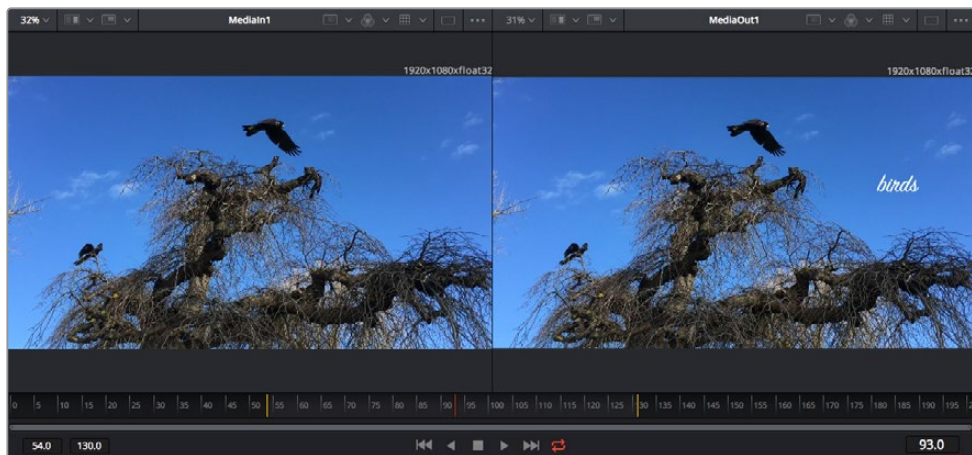 32% MediaIn1 31% MediaOut1
1920x1080xfloat32 1920x1080xfloat32
birds
0 5 10 15 20 25 30 35 40 45 50 55 60 65 70 75 80 85 90 95 100 105 110 115 120 125 130 135 140 145 150 155 160 165 170 175 180 185 190 195
54.0 130.0 93.0